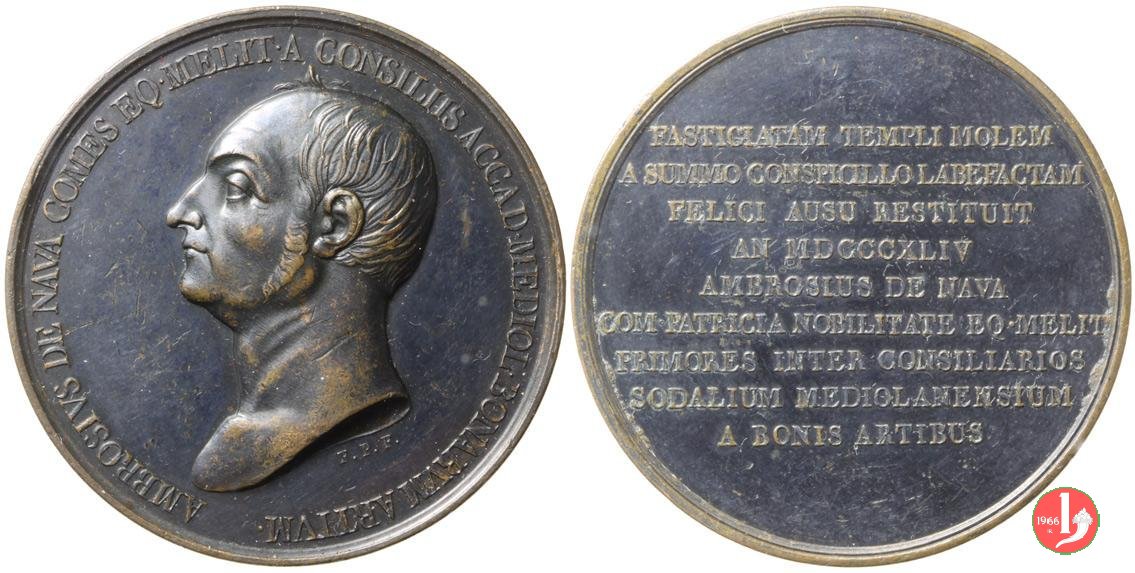 AMBROSIVS DE NAVA COMES EQ·MELIT·A CONSILIIS ACCAD·MEDIOL·BONARVM ARTIVM·
F.P.F.
FASTIGIATAM TEMPLI MOLEM
A SUMMO CONSPICILLO LABEFACTAM
FELICI AUSU RESTITUIT
AN MDCCCXLIV
AMBROSIUS DE NAVA
COM·PATRICIA NOBILITATE EQ·MELIT
PRIMORES INTER CONSILIARIOS
SODALIUM MEDIOLANENSIUM
A BONIS ARTIBUS
1966